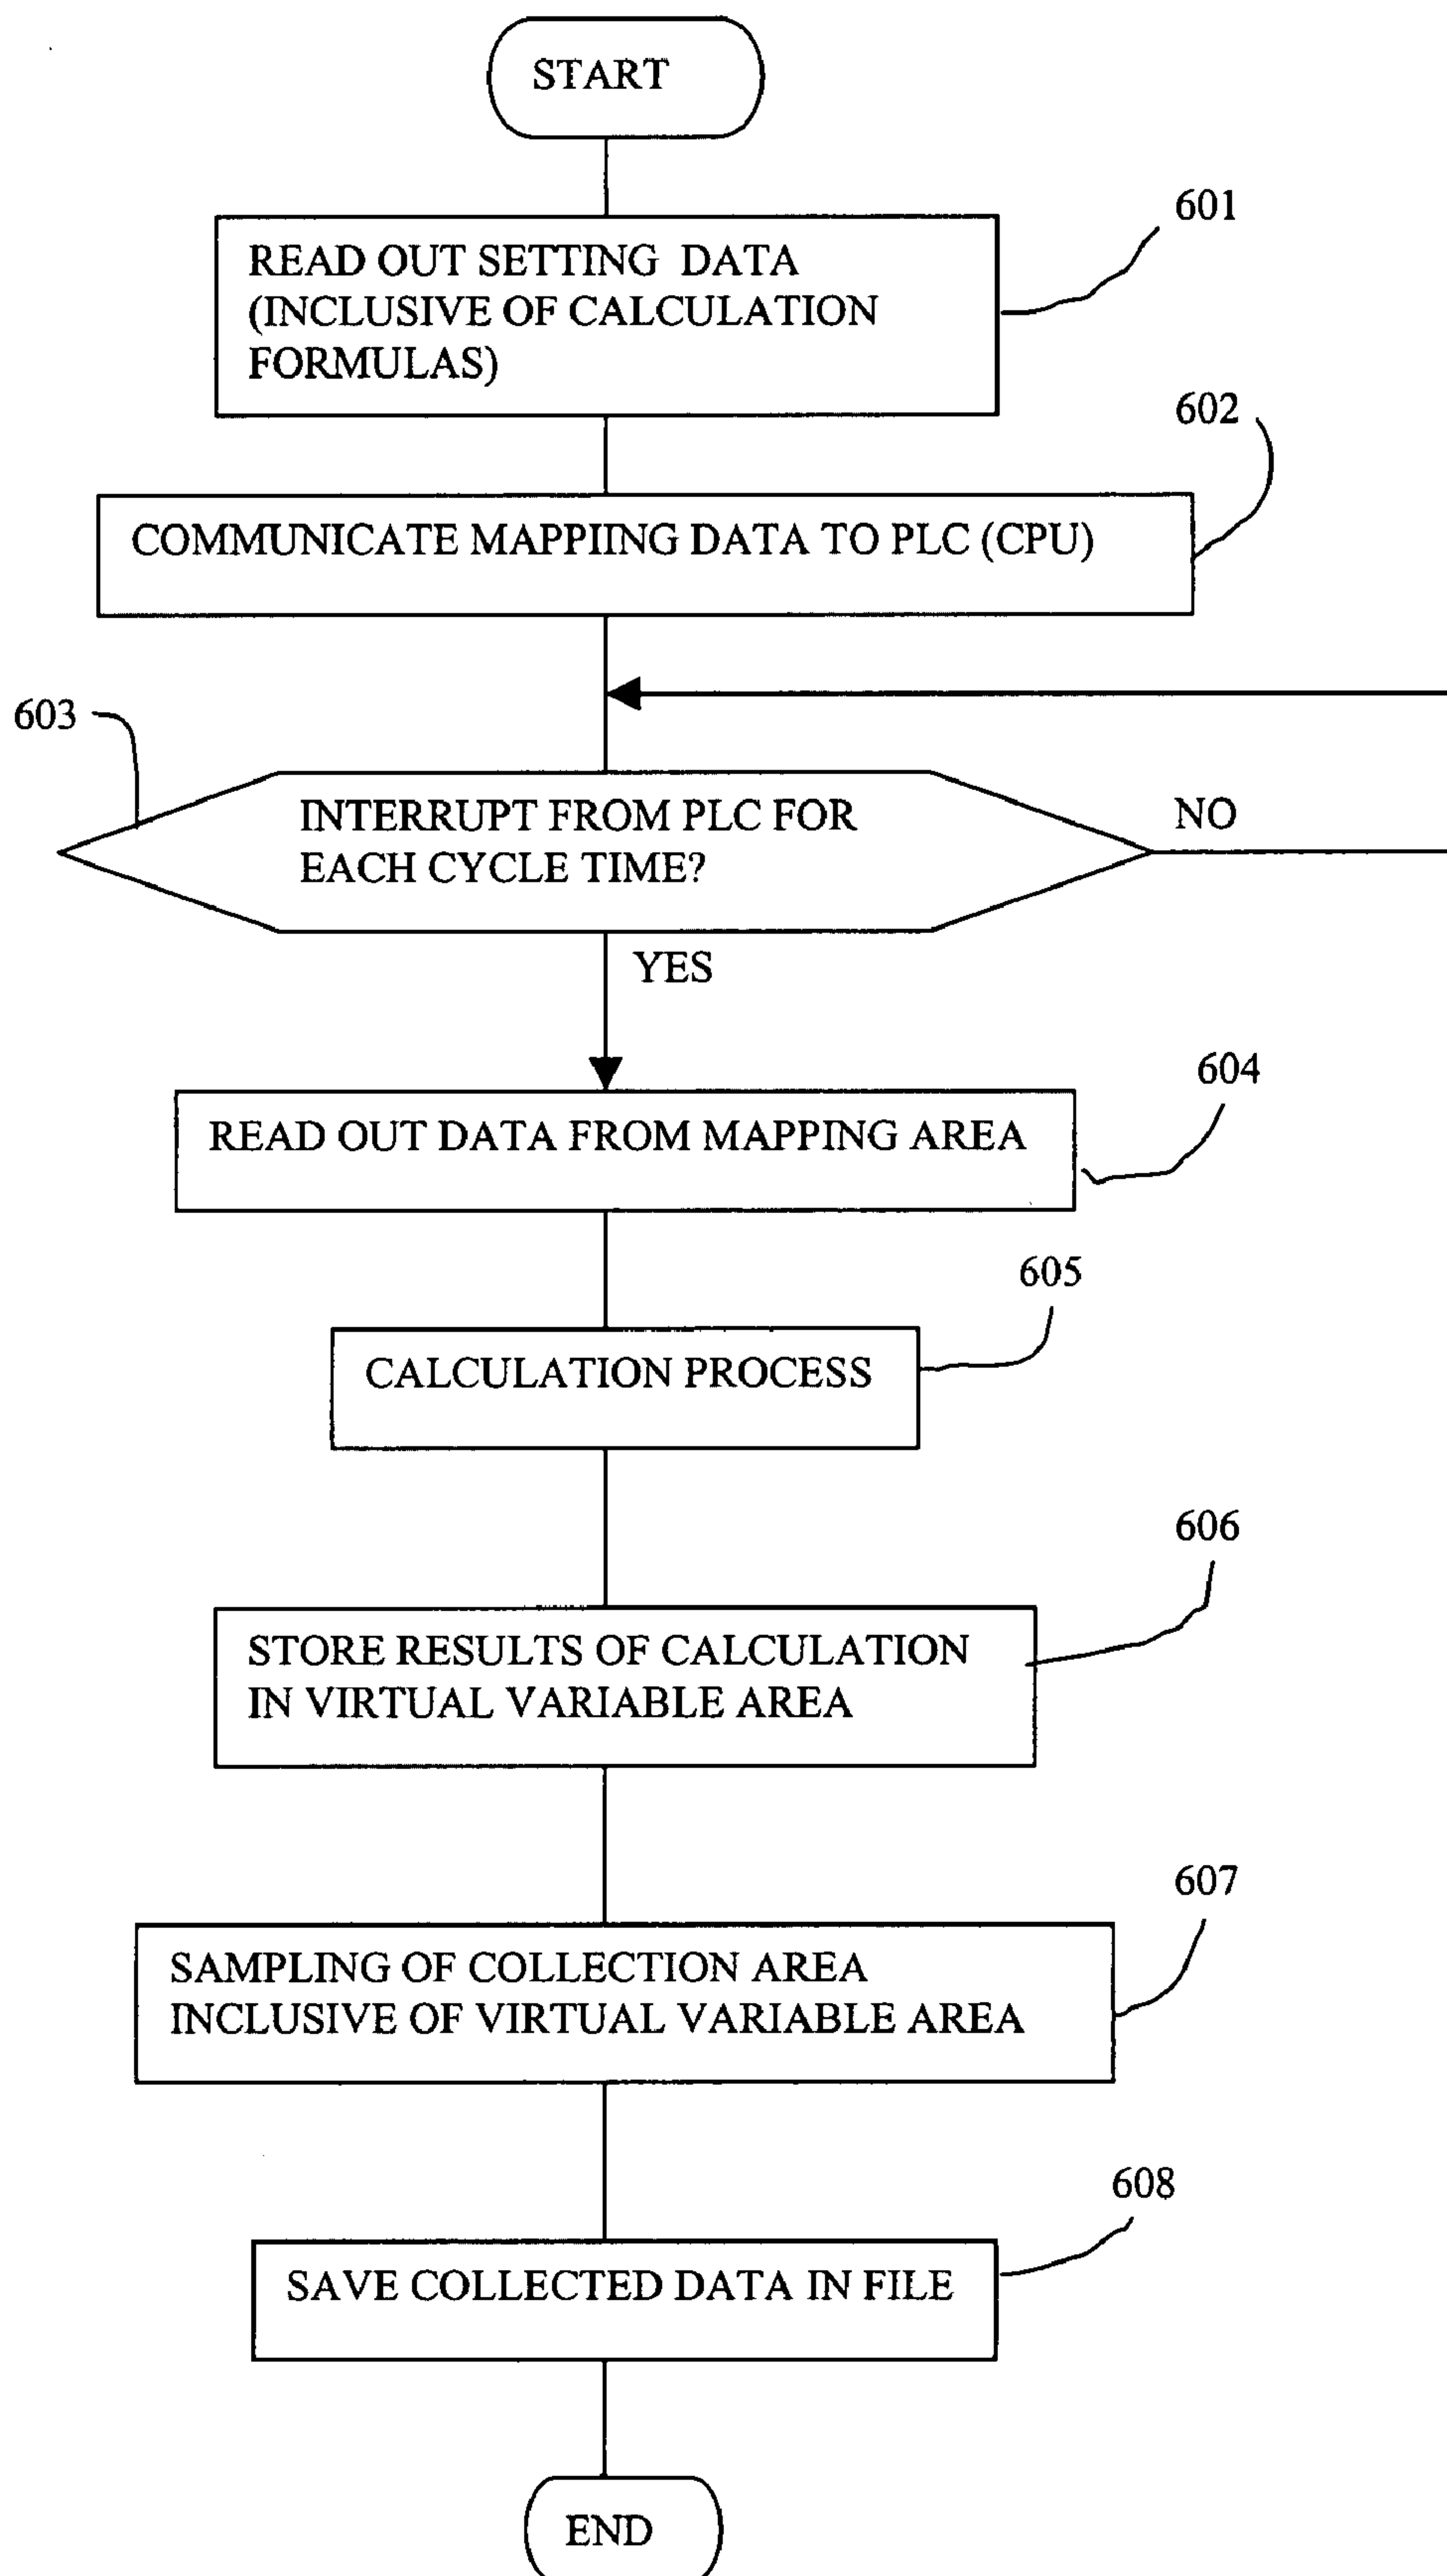 START
601
READ OUT SETTING DATA
(INCLUSIVE OF CALCULATION
FORMULAS)
602
COMMUNICATE MAPPIING DATA TO PLC (CPU)
603
INTERRUPT FROM PLC FOR
EACH CYCLE TIME?
NO
YES
604
READ OUT DATA FROM MAPPING AREA
605
CALCULATION PROCESS
606
STORE RESULTS OF CALCULATION
IN VIRTUAL VARIABLE AREA
607
SAMPLING OF COLLECTION AREA
INCLUSIVE OF VIRTUAL VARIABLE AREA
608
SAVE COLLECTED DATA IN FILE
END